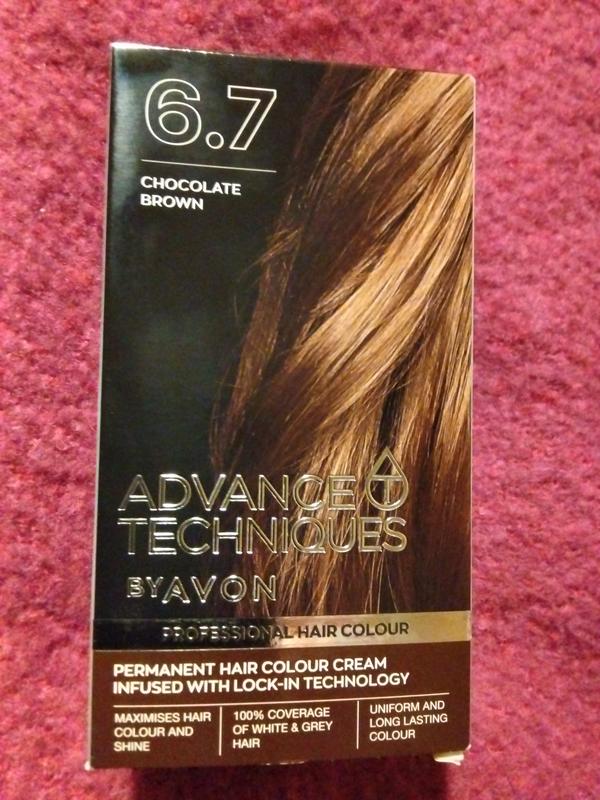 6.7
CHOCOLATE
BROWN
ADVANCE T
TECHNIQUES
BY AVON
PROFESSIONAL HAIR COLOUR
PERMANENT HAIR COLOUR CREAM
INFUSED WITH LOCK-IN TECHNOLOGY
MAXIMISES HAIR
COLOUR AND
SHINE
100% COVERAGE
OF WHITE & GREY
HAIR
UNIFORM AND
LONG LASTING
COLOUR